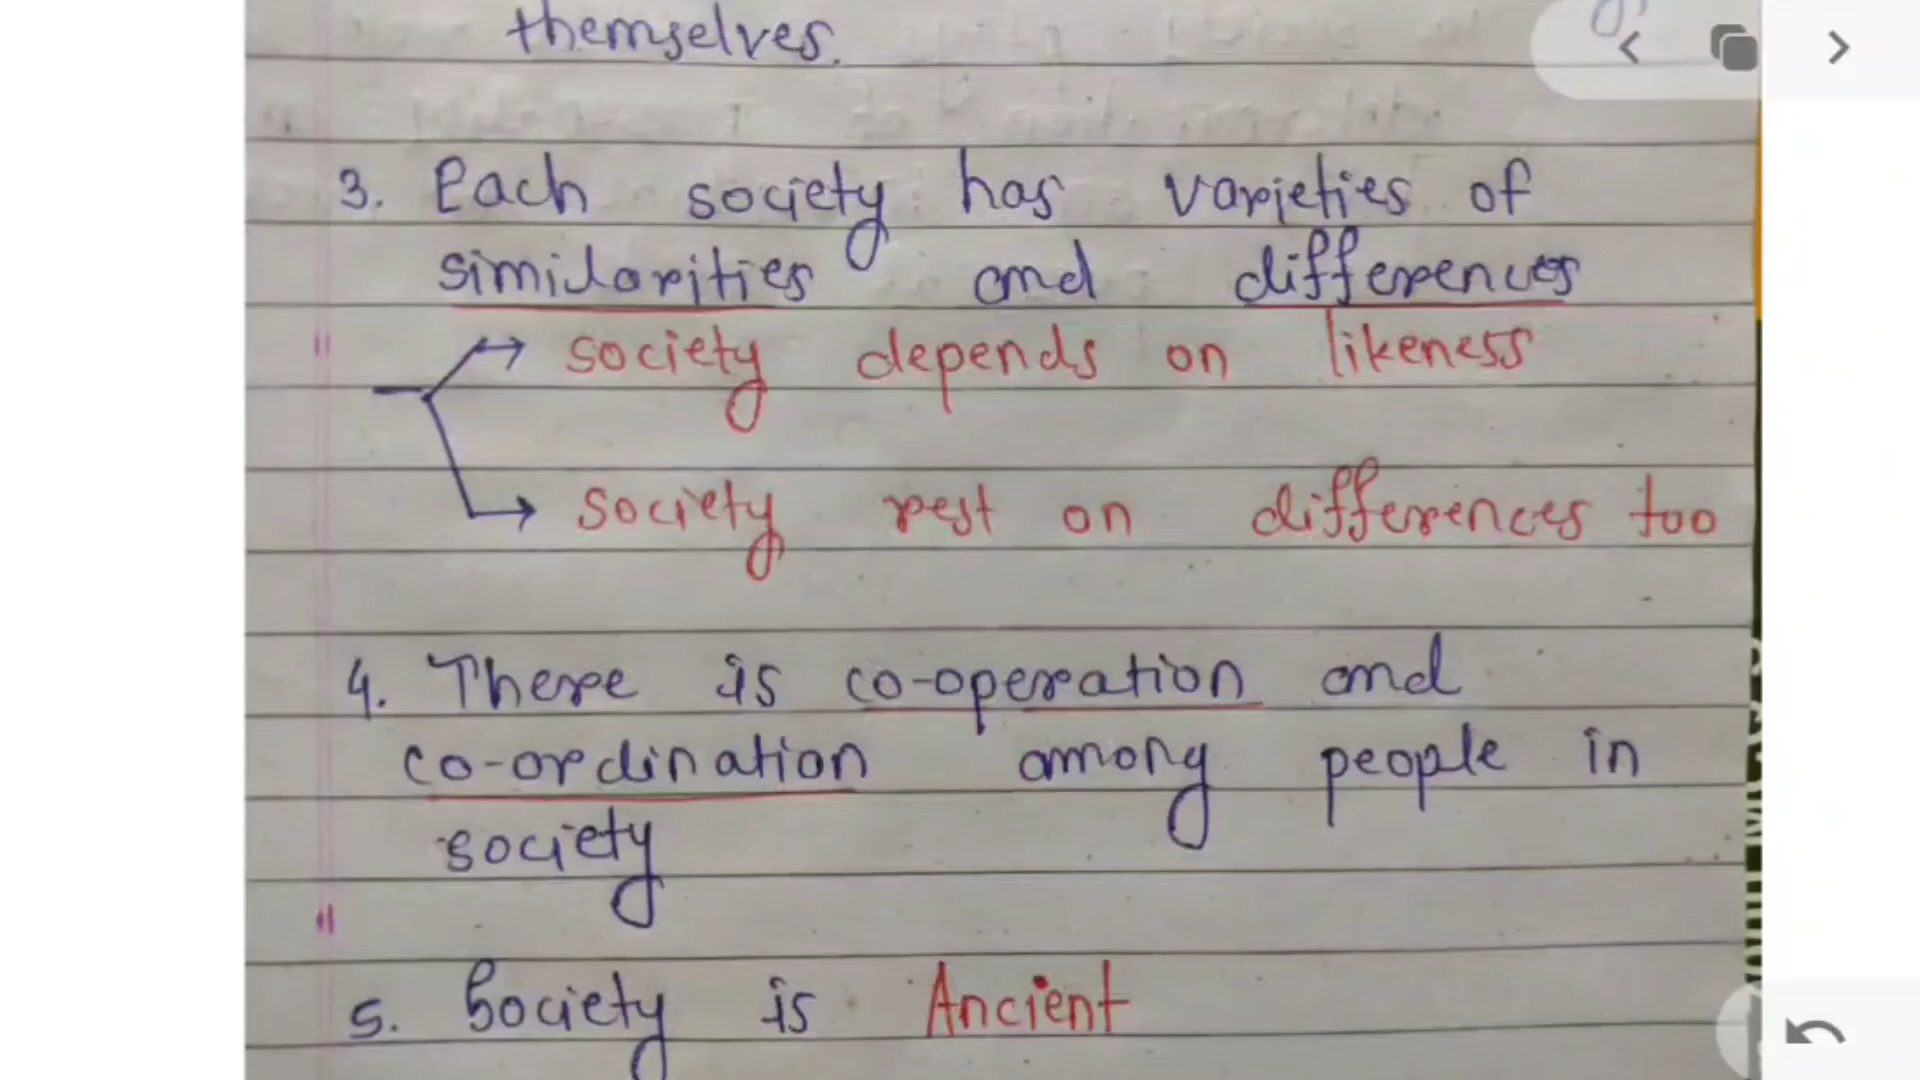 themselves.
3. Each society has varieties of
similarities and differences
→ society depends on likeness
→ society rest on differences too
4. There is co-operation and
co-ordination among people in
society
5. Society is Ancient